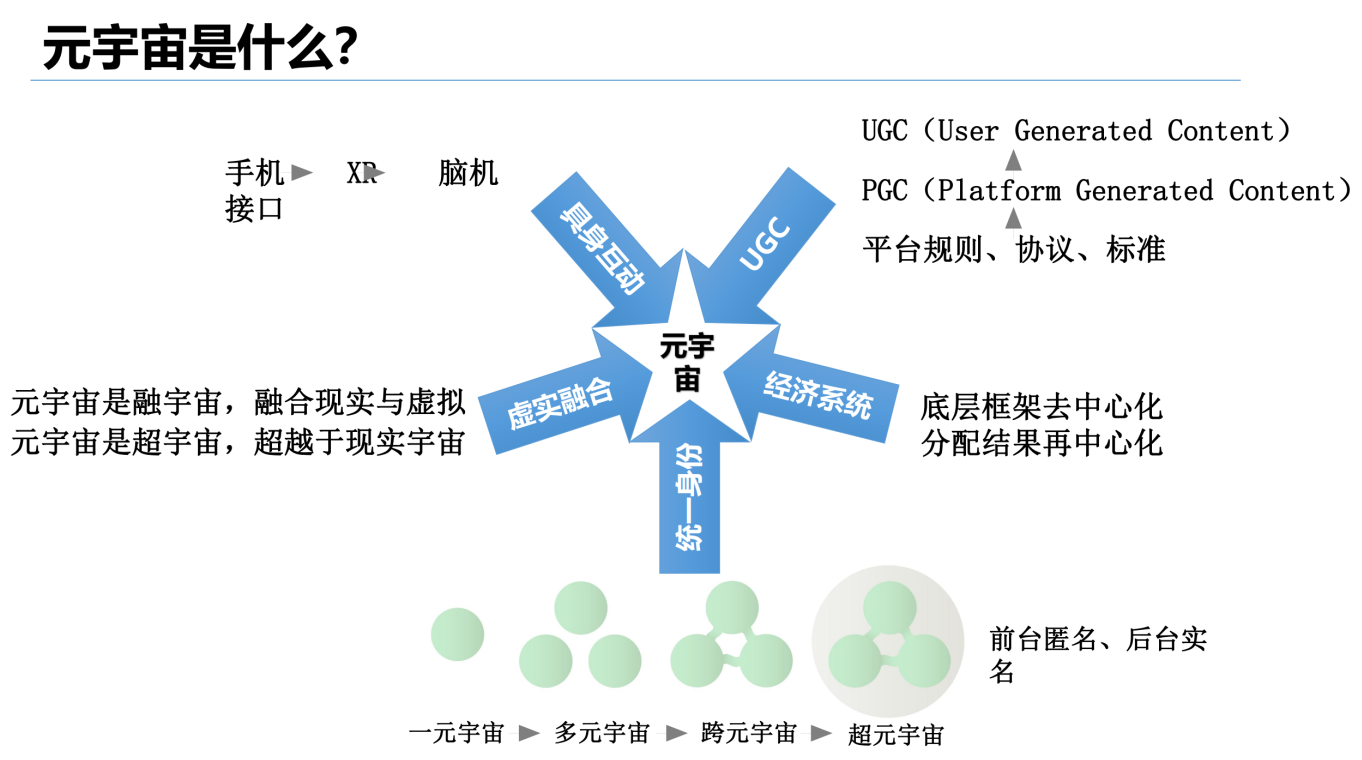 元宇宙是什么？
UGC（User Generated Content）
手机 XR 脑机
接口
PGC（Platform Generated Content）
平台规则、协议、标准
具身互动
UGC
元宇
宙
元宇宙是融宇宙，融合现实与虚拟
元宇宙是超宇宙，超越于现实宇宙
虚实融合
经济系统
底层框架去中心化
分配结果再中心化
统一身份
前台匿名、后台实
名
一元宇宙
多元宇宙
跨元宇宙
超元宇宙